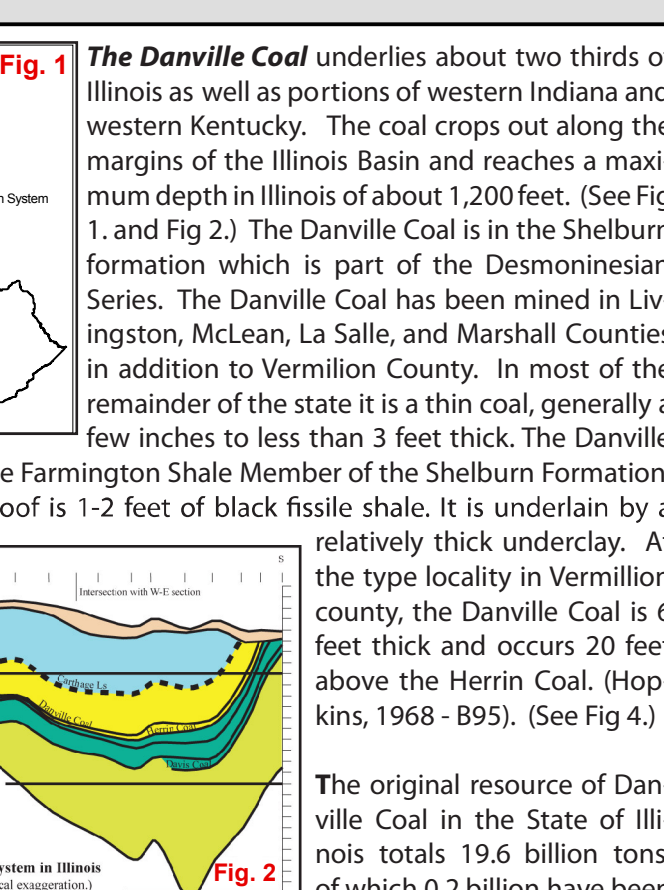 Fig. 1
n System
The Danville Coal underlies about two thirds of
Illinois as well as portions of western Indiana and
western Kentucky. The coal crops out along the
margins of the Illinois Basin and reaches a maxi-
mum depth in Illinois of about 1,200 feet. (See Fig
1. and Fig 2.) The Danville Coal is in the Shelburn
formation which is part of the Desmoninesian
Series. The Danville Coal has been mined in Liv-
ingston, McLean, La Salle, and Marshall Counties
in addition to Vermilion County. In most of the
remainder of the state it is a thin coal, generally a
few inches to less than 3 feet thick. The Danville
e Farmington Shale Member of the Shelburn Formation
oof is 1-2 feet of black fissile shale. It is underlain by a
relatively thick underclay. At
the type locality in Vermillion
county, the Danville Coal is 6
feet thick and occurs 20 feet
above the Herrin Coal. (Hop-
kins, 1968 - B95). (See Fig 4.)
The original resource of Dan-
ville Coal in the State of Illi-
nois totals 19.6 billion tons
of which 0.2 billion have been
S
Intersection with W-E section
Carthage Ls
Danville Coal
Herrin Coal
Davis Coal
ystem in Illinois
cal exaggeration.)
Fig. 2